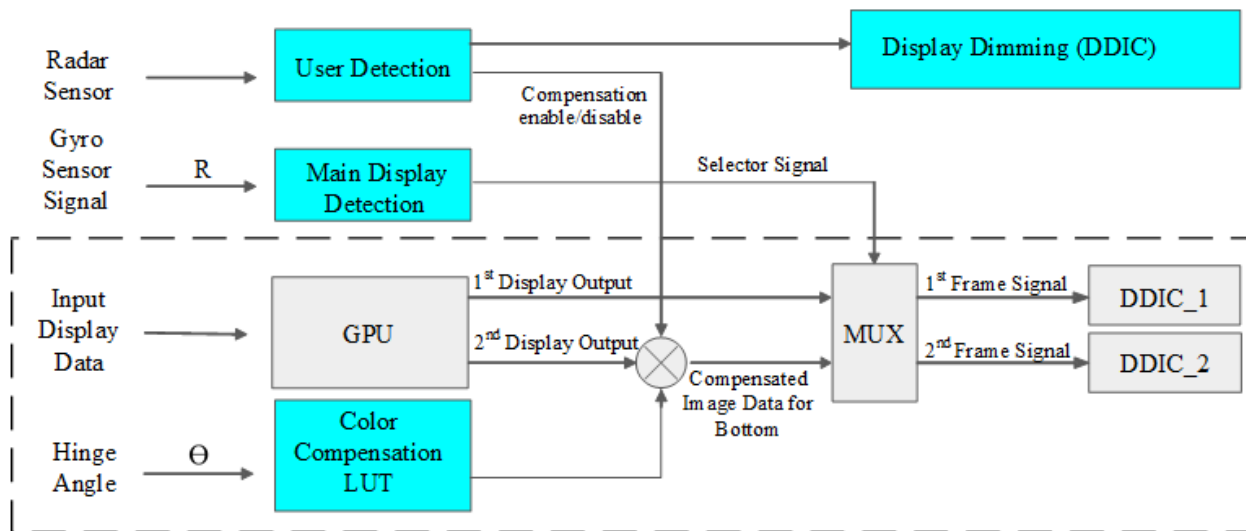 Radar
Sensor
User Detection
Display Dimming (DDIC)
Compensation
enable/disable
Gyro
Sensor
Signal
R
Main Display
Detection
Selector Signal
Input
Display
Data
GPU
1st Display Output
2nd Display Output
MUX
1st Frame Signal
2nd Frame Signal
DDIC_1
DDIC_2
Compensated
Image Data for
Bottom
Hinge
Angle
Θ
Color
Compensation
LUT